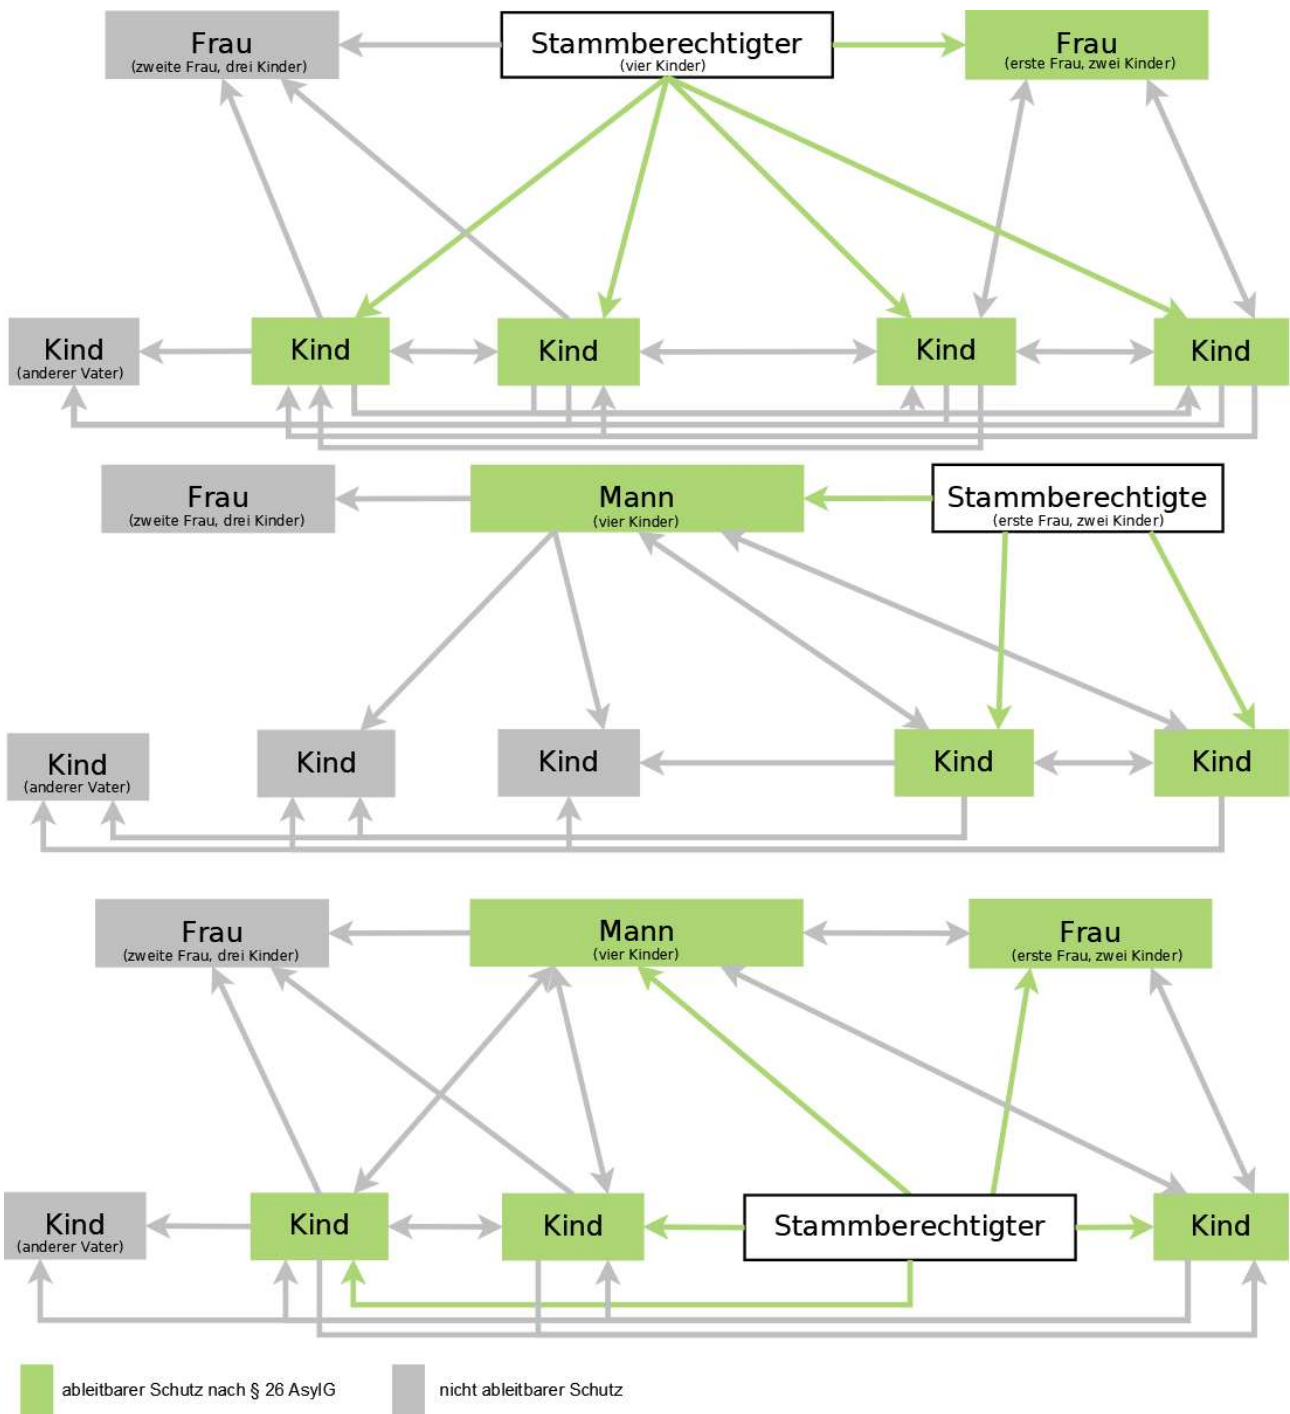 Frau
(zweite Frau, drei Kinder)
Stammberechtigter
(vier Kinder)
Frau
(erste Frau, zwei Kinder)
Kind
(anderer Vater)
Kind
Kind
Kind
Kind
Frau
(zweite Frau, drei Kinder)
Mann
(vier Kinder)
Stammberechtigte
(erste Frau, zwei Kinder)
Kind
(anderer Vater)
Kind
Kind
Kind
Kind
Frau
(zweite Frau, drei Kinder)
Mann
(vier Kinder)
Frau
(erste Frau, zwei Kinder)
Kind
(anderer Vater)
Kind
Kind
Stammberechtigter
Kind
ableitbarer Schutz nach § 26 AsylG
nicht ableitbarer Schutz